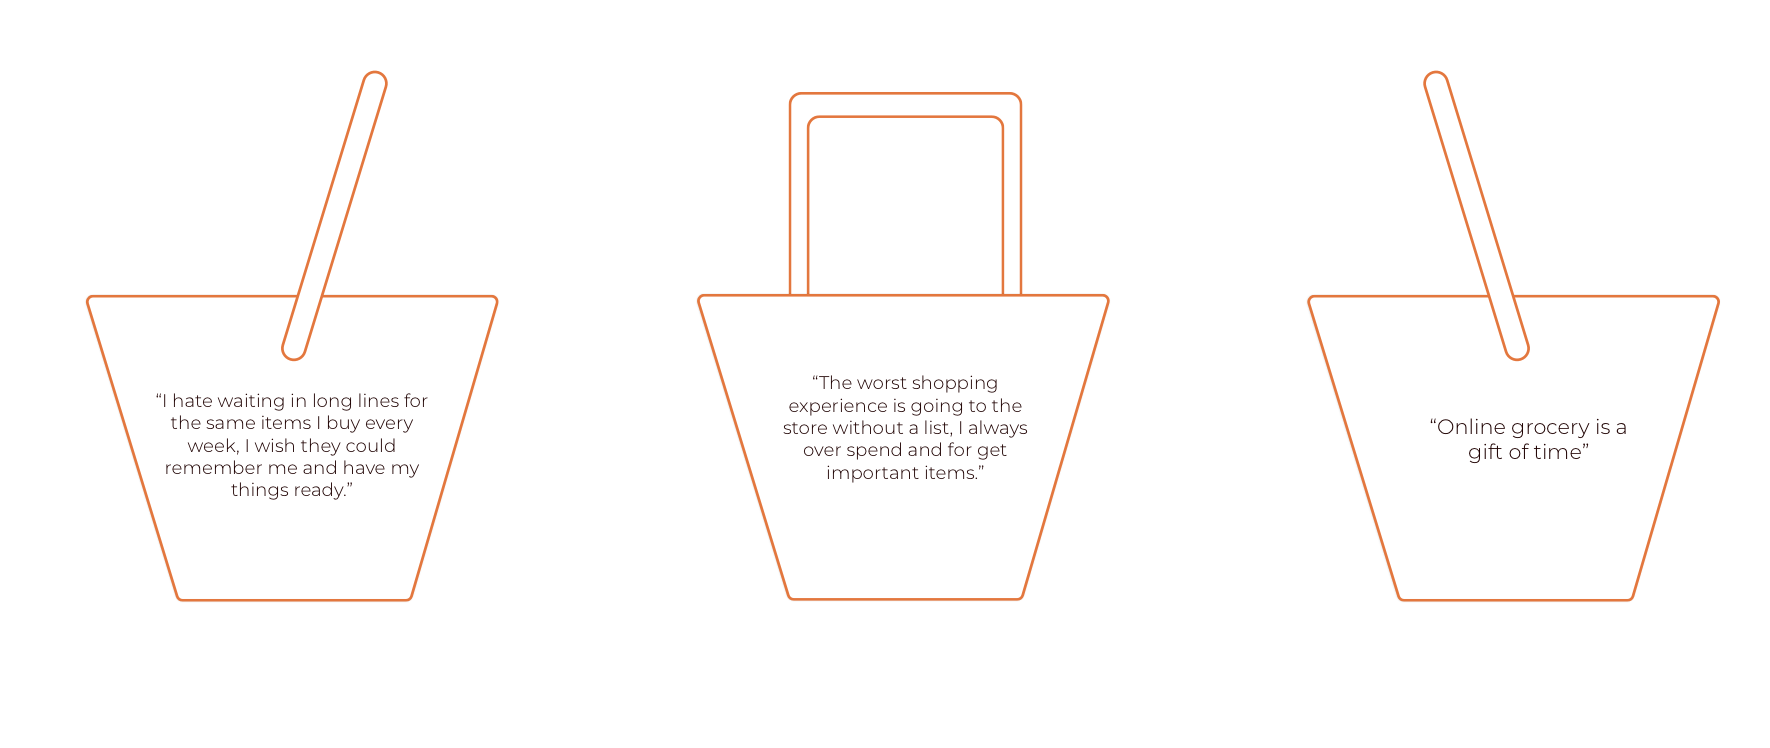 “I hate waiting in long lines for
the same items I buy every
week, I wish they could
remember me and have my
things ready.”
“The worst shopping
experience is going to the
store without a list, I always
over spend and for get
important items.”
“Online grocery is a
gift of time”